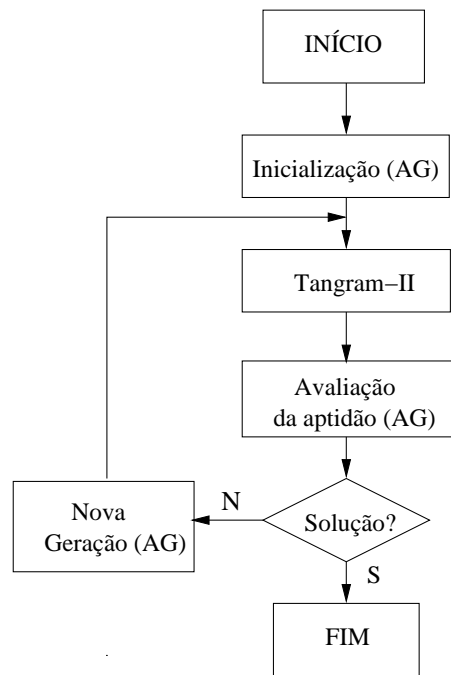 INÍCIO
Inicialização (AG)
Tangram−II
Avaliação
da aptidão (AG)
Solução?
N
Nova
Geração (AG)
S
FIM